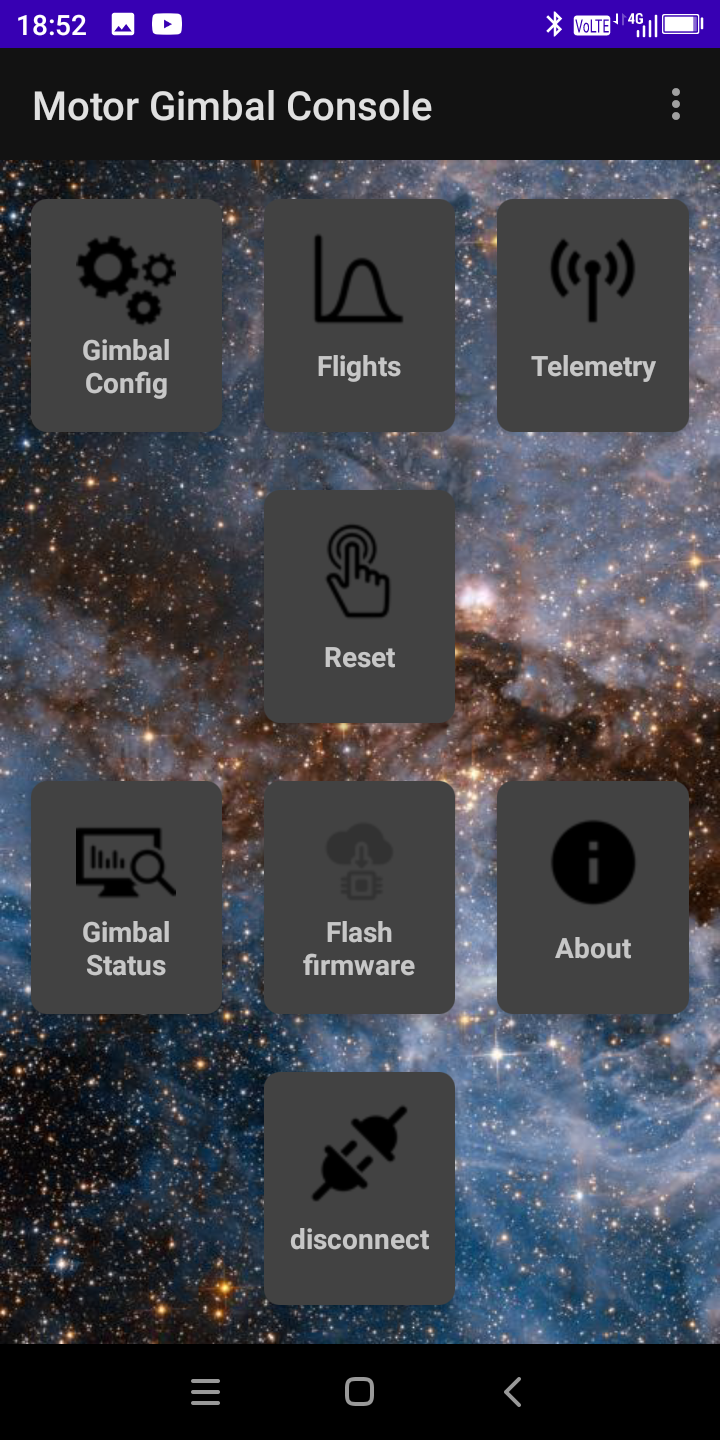 18:52
VoLTE 4G
Motor Gimbal Console
Gimbal
Config
Flights
Telemetry
Reset
Gimbal
Status
Flash
firmware
About
disconnect